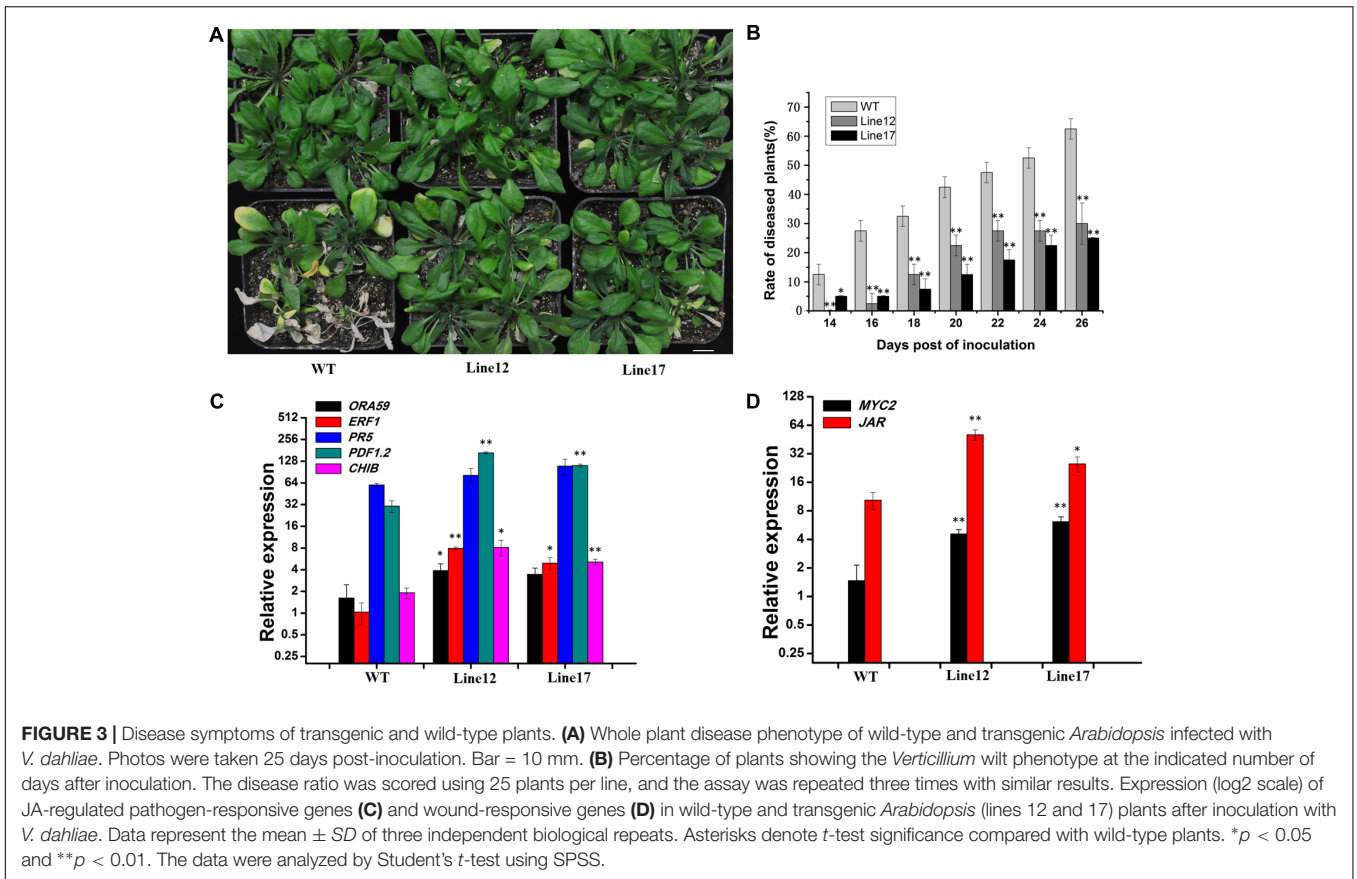 A
WT
Line12
Line17
B
Rate of diseased plants(%)
70
60
50
40
30
20
10
0
WT
Line12
Line17
*
**
**
**
**
**
**
**
**
**
**
**
**
**
14
16
18
20
22
24
26
Days post of inoculation
C
Relative expression
512
256
128
64
32
16
8
4
2
1
0.5
0.25
ORA59
ERF1
PR5
PDF1.2
CHIB
*
**
**
*
*
**
**
WT
Line12
Line17
D
Relative expression
128
64
32
16
8
4
2
1
0.5
0.25
MYC2
JAR
**
**
**
*
WT
Line12
Line17
FIGURE 3 | Disease symptoms of transgenic and wild-type plants. (A) Whole plant disease phenotype of wild-type and transgenic Arabidopsis infected with
V. dahliae. Photos were taken 25 days post-inoculation. Bar = 10 mm. (B) Percentage of plants showing the Verticillium wilt phenotype at the indicated number of
days after inoculation. The disease ratio was scored using 25 plants per line, and the assay was repeated three times with similar results. Expression (log2 scale) of
JA-regulated pathogen-responsive genes (C) and wound-responsive genes (D) in wild-type and transgenic Arabidopsis (lines 12 and 17) plants after inoculation with
V. dahliae. Data represent the mean ± SD of three independent biological repeats. Asterisks denote t-test significance compared with wild-type plants. *p < 0.05
and **p < 0.01. The data were analyzed by Student's t-test using SPSS.